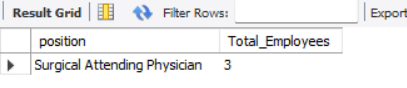 Result Grid Filter Rows: Export
position Total_Employees
Surgical Attending Physician 3